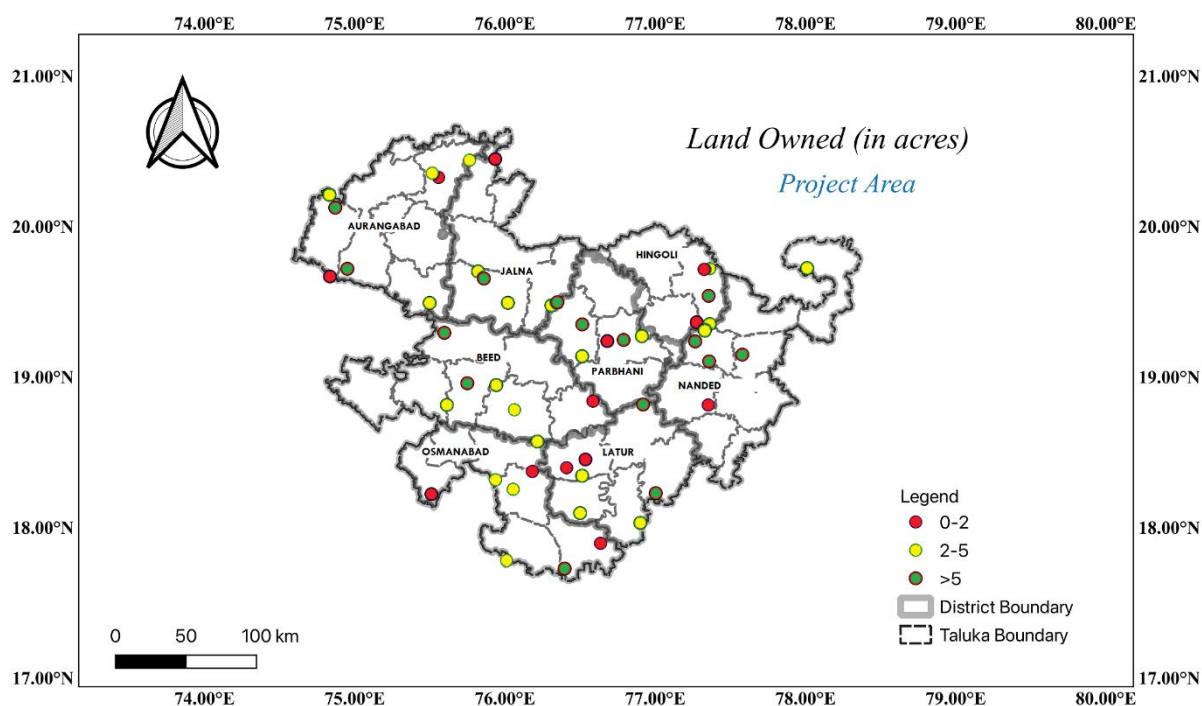 74.00°E 75.00°E 76.00°E 77.00°E 78.00°E 79.00°E 80.00°E
21.00°N 21.00°N
Land Owned (in acres)
Project Area
20.00°N 20.00°N
AURANGABAD
HINGOLI
JALNA
BEED
PARBHANI
19.00°N 19.00°N
NANDED
OSMANABAD
LATUR
Legend
0-2
18.00°N 18.00°N
2-5
>5
District Boundary
Taluka Boundary
0 50 100 km
17.00°N 17.00°N
74.00°E 75.00°E 76.00°E 77.00°E 78.00°E 79.00°E 80.00°E